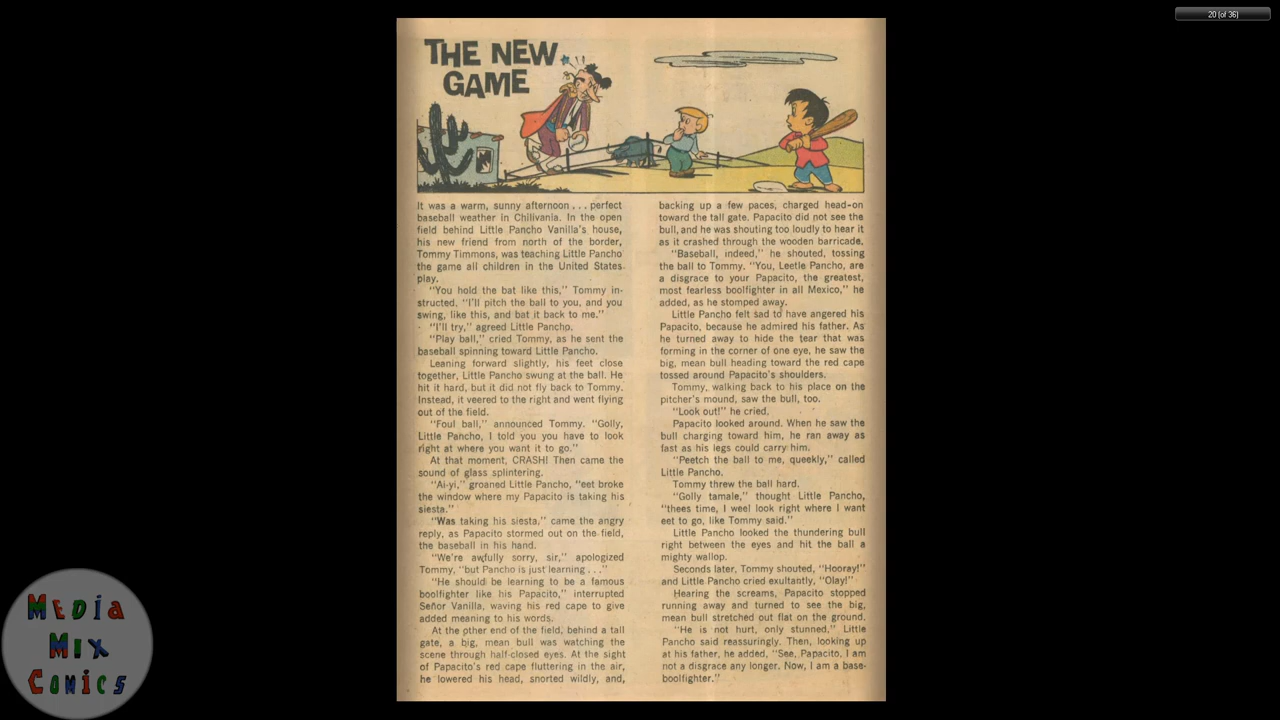 20 (of 36)
THE NEW
GAME
It was a warm, sunny afternoon . . . perfect
baseball weather in Chilivania. In the open
field behind Little Pancho Vanilla's house,
his new friend from north of the border,
Tommy Timmons, was teaching Little Pancho
the game all children in the United States
play.
"You hold the bat like this," Tommy in-
structed. "I'll pitch the ball to you, and you
swing, like this, and bat it back to me."
"I'll try," agreed Little Pancho.
"Play ball," cried Tommy, as he sent the
baseball spinning toward Little Pancho.
Leaning forward slightly, his feet close
together, Little Pancho swung at the ball. He
hit it hard, but it did not fly back to Tommy.
Instead, it veered to the right and went flying
out of the field.
"Foul ball," announced Tommy. "Golly,
Little Pancho, I told you you have to look
right at where you want it to go."
At that moment, CRASH! Then came the
sound of glass splintering.
"Ai-yi," groaned Little Pancho, "eet broke
the window where my Papacito is taking his
siesta."
"Was taking his siesta," came the angry
reply, as Papacito stormed out on the field,
the baseball in his hand.
"We're awfully sorry, sir," apologized
Tommy, "but Pancho is just learning . . ."
"He should be learning to be a famous
boolfighter like his Papacito," interrupted
Señor Vanilla, waving his red cape to give
added meaning to his words.
At the other end of the field, behind a tall
gate, a big, mean bull was watching the
scene through half-closed eyes. At the sight
of Papacito's red cape fluttering in the air,
he lowered his head, snorted wildly, and,
backing up a few paces, charged head-on
toward the tall gate. Papacito did not see the
bull, and he was shouting too loudly to hear it
as it crashed through the wooden barricade.
"Baseball, indeed," he shouted, tossing
the ball to Tommy. "You, Leetle Pancho, are
a disgrace to your Papacito, the greatest,
most fearless boolfighter in all Mexico," he
added, as he stomped away.
Little Pancho felt sad to have angered his
Papacito, because he admired his father. As
he turned away to hide the tear that was
forming in the corner of one eye, he saw the
big, mean bull heading toward the red cape
tossed around Papacito's shoulders.
Tommy, walking back to his place on the
pitcher's mound, saw the bull, too.
"Look out!" he cried.
Papacito looked around. When he saw the
bull charging toward him, he ran away as
fast as his legs could carry him.
"Peetch the ball to me, queekly," called
Little Pancho.
Tommy threw the ball hard.
"Golly tamale," thought Little Pancho,
"thees time, I weel look right where I want
eet to go, like Tommy said."
Little Pancho looked the thundering bull
right between the eyes and hit the ball a
mighty wallop.
Seconds later, Tommy shouted, "Hooray!"
and Little Pancho cried exultantly, "Olay!"
Hearing the screams, Papacito stopped
running away and turned to see the big,
mean bull stretched out flat on the ground.
"He is not hurt, only stunned," Little
Pancho said reassuringly. Then, looking up
at his father, he added, "See, Papacito, I am
not a disgrace any longer. Now, I am a base-
boolfighter."
MEDia
Mix
Comics